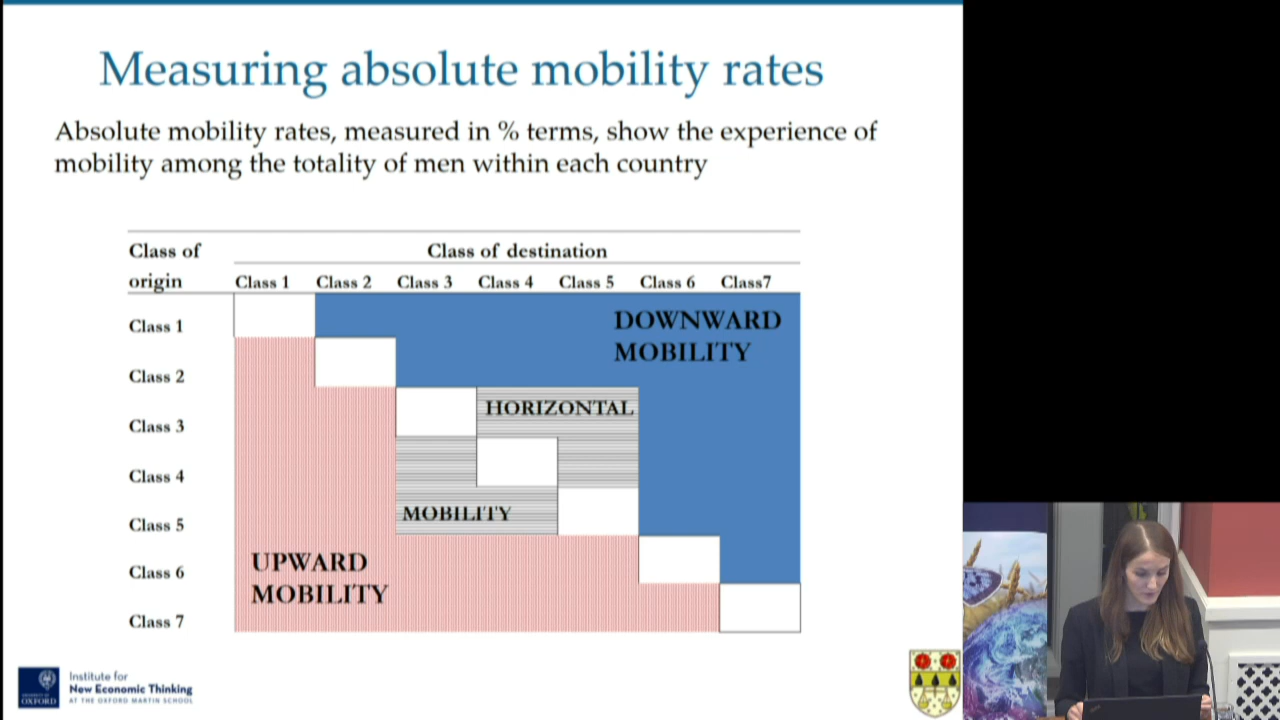 Measuring absolute mobility rates
Absolute mobility rates, measured in % terms, show the experience of
mobility among the totality of men within each country
Class of origin
Class of destination
Class 1 Class 2 Class 3 Class 4 Class 5 Class 6 Class7
Class 1
Class 2
Class 3
Class 4
Class 5
Class 6
Class 7
DOWNWARD
MOBILITY
HORIZONTAL
MOBILITY
UPWARD
MOBILITY
UNIVERSITY OF
OXFORD
Institute for
New Economic Thinking
AT THE OXFORD MARTIN SCHOOL